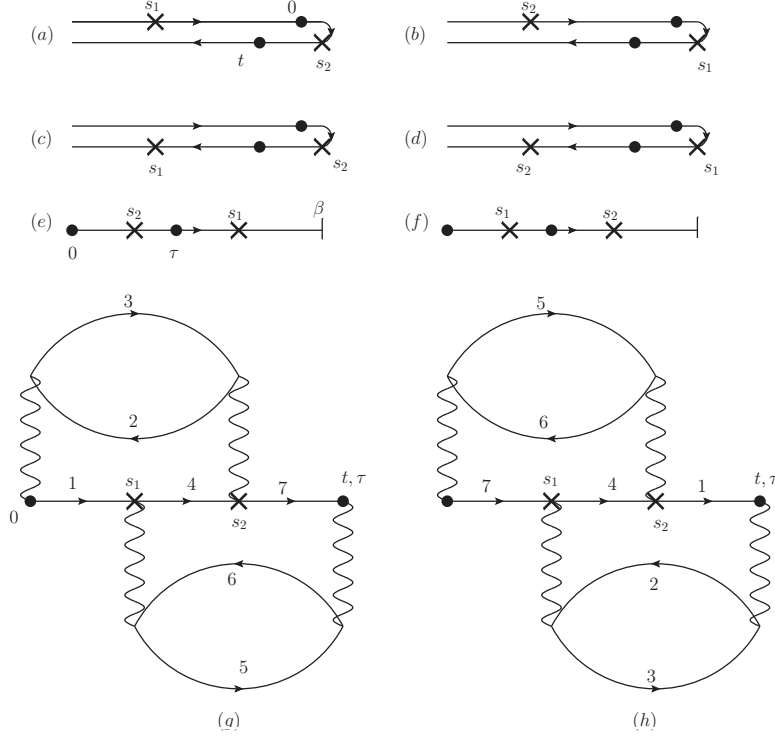 s₁ 0
(a)
t s₂
s₂
(b)
s₁
(c)
s₁ s₂
(d)
s₂ s₁
(e) s₂ s₁ β
0 τ
(f) s₁ s₂
3
2
1 s₁ 4 7 t, τ
0 s₂
6
5
(g)
5
6
7 s₁ 4 1 t, τ
s₂
2
3
(h)